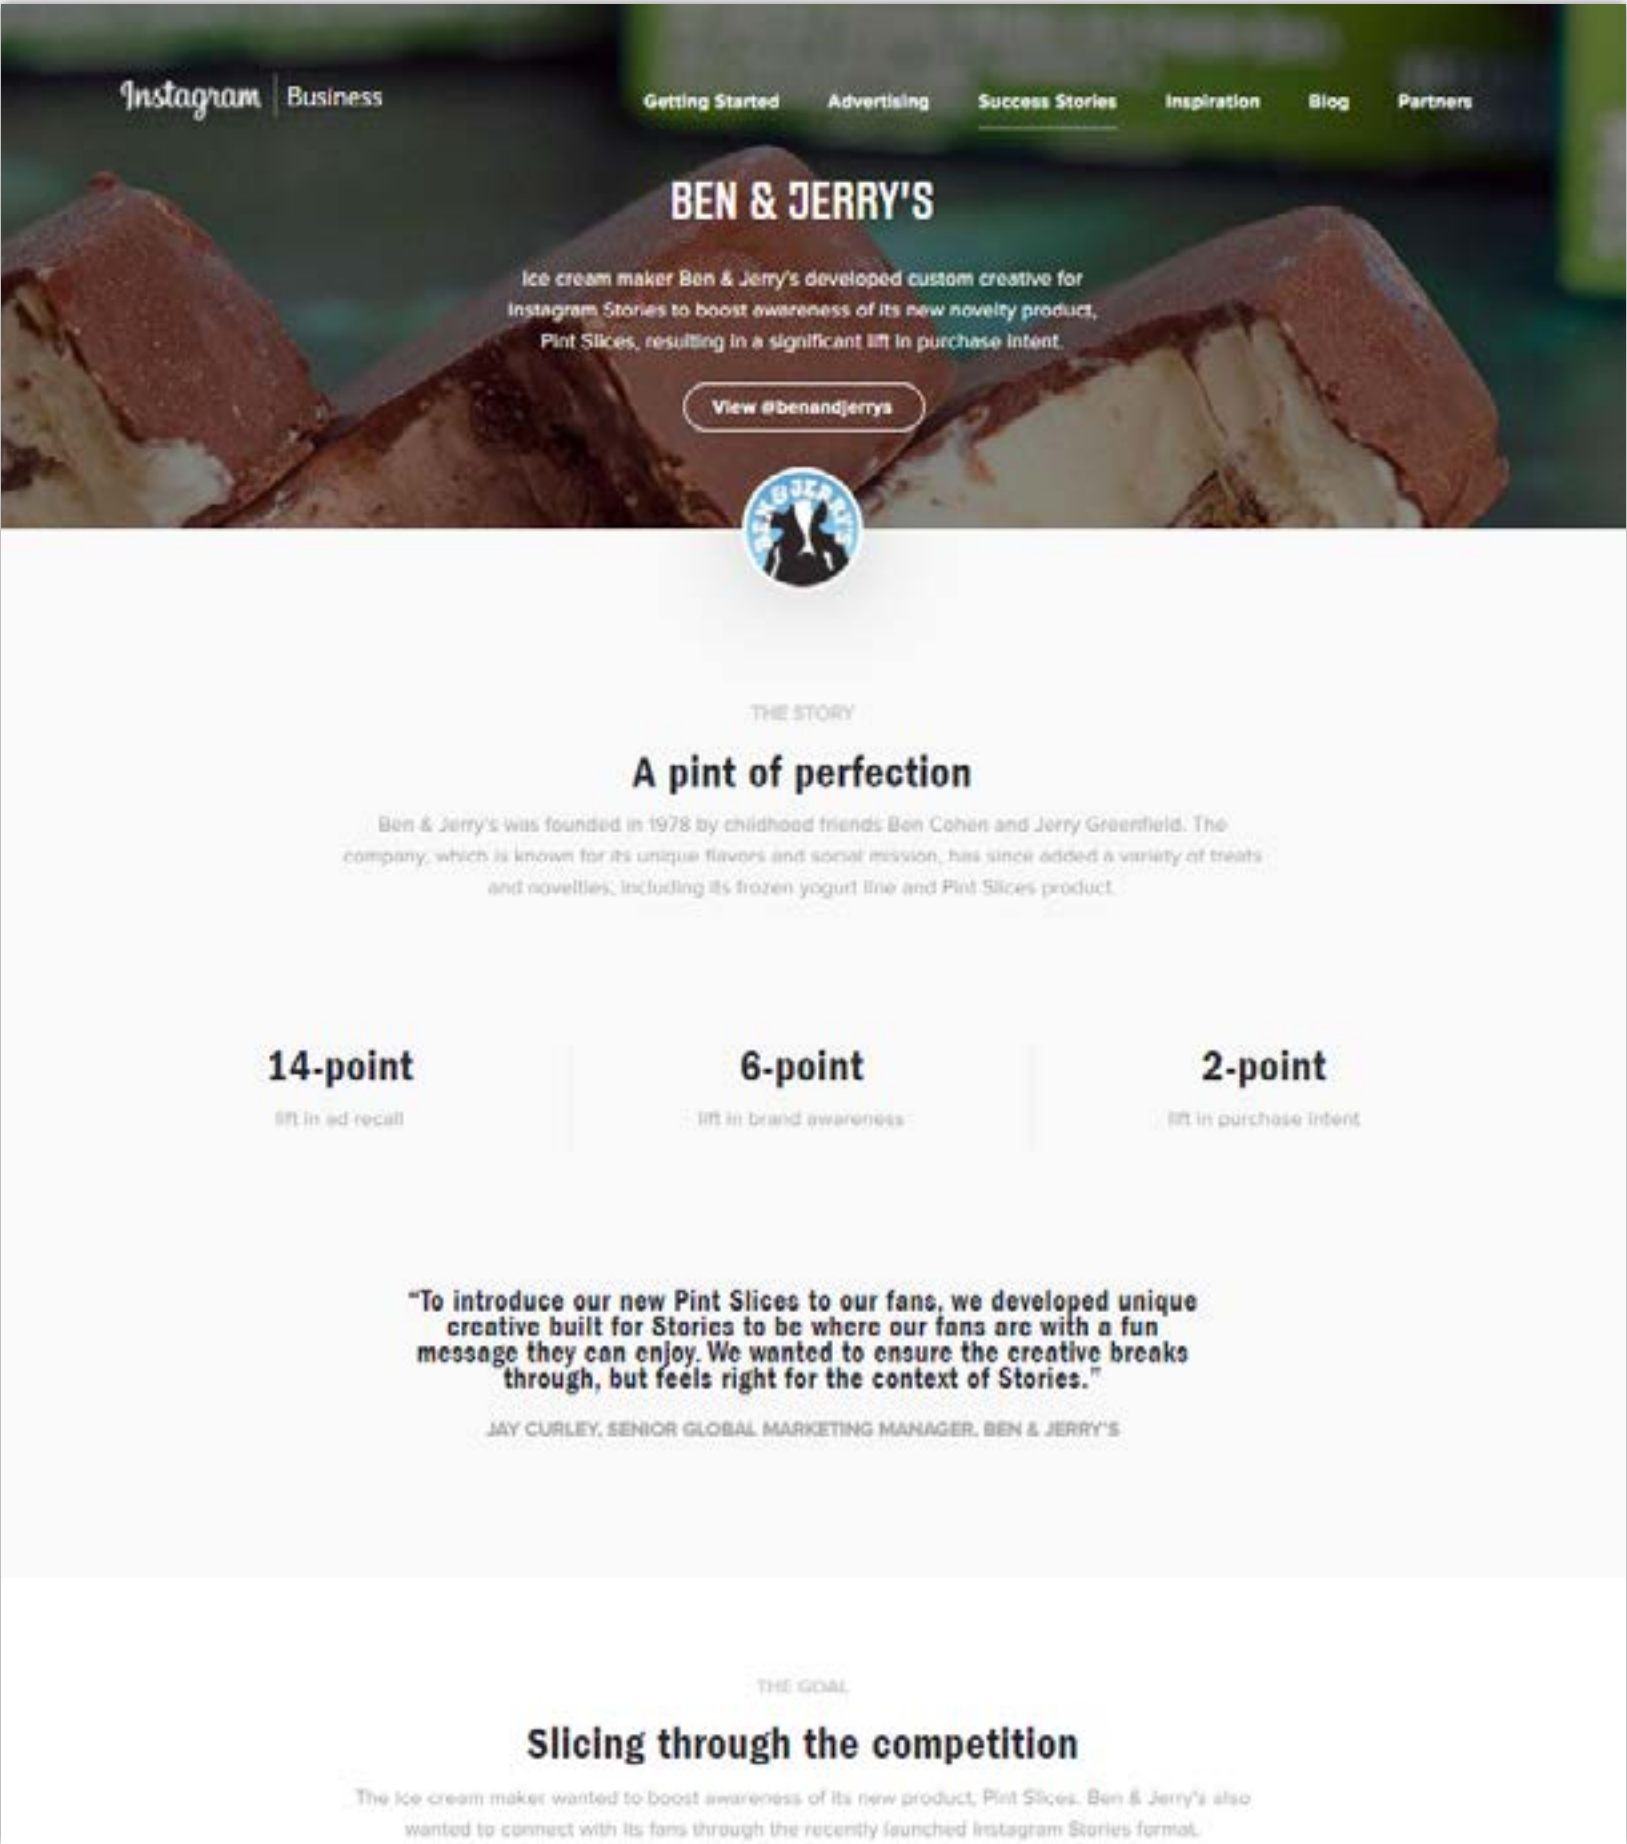 Instagram | Business
Getting Started Advertising Success Stories Inspiration Blog Partners
BEN & JERRY'S
Ice cream maker Ben & Jerry's developed custom creative for
Instagram Stories to boost awareness of its new novelty product,
Pint Slices, resulting in a significant lift in purchase intent.
View @benandjerrys
BEN & JERRY'S
THE STORY
A pint of perfection
Ben & Jerry's was founded in 1978 by childhood friends Ben Cohen and Jerry Greenfield. The
company, which is known for its unique flavors and social mission, has since added a variety of treats
and novelties, including its frozen yogurt line and Pint Slices product.
14-point
lift in ad recall
6-point
lift in brand awareness
2-point
lift in purchase intent
“To introduce our new Pint Slices to our fans, we developed unique
creative built for Stories to be where our fans are with a fun
message they can enjoy. We wanted to ensure the creative breaks
through, but feels right for the context of Stories.”
JAY CURLEY, SENIOR GLOBAL MARKETING MANAGER, BEN & JERRY'S
THE GOAL
Slicing through the competition
The ice cream maker wanted to boost awareness of its new product, Pint Slices. Ben & Jerry's also
wanted to connect with its fans through the recently launched Instagram Stories format.